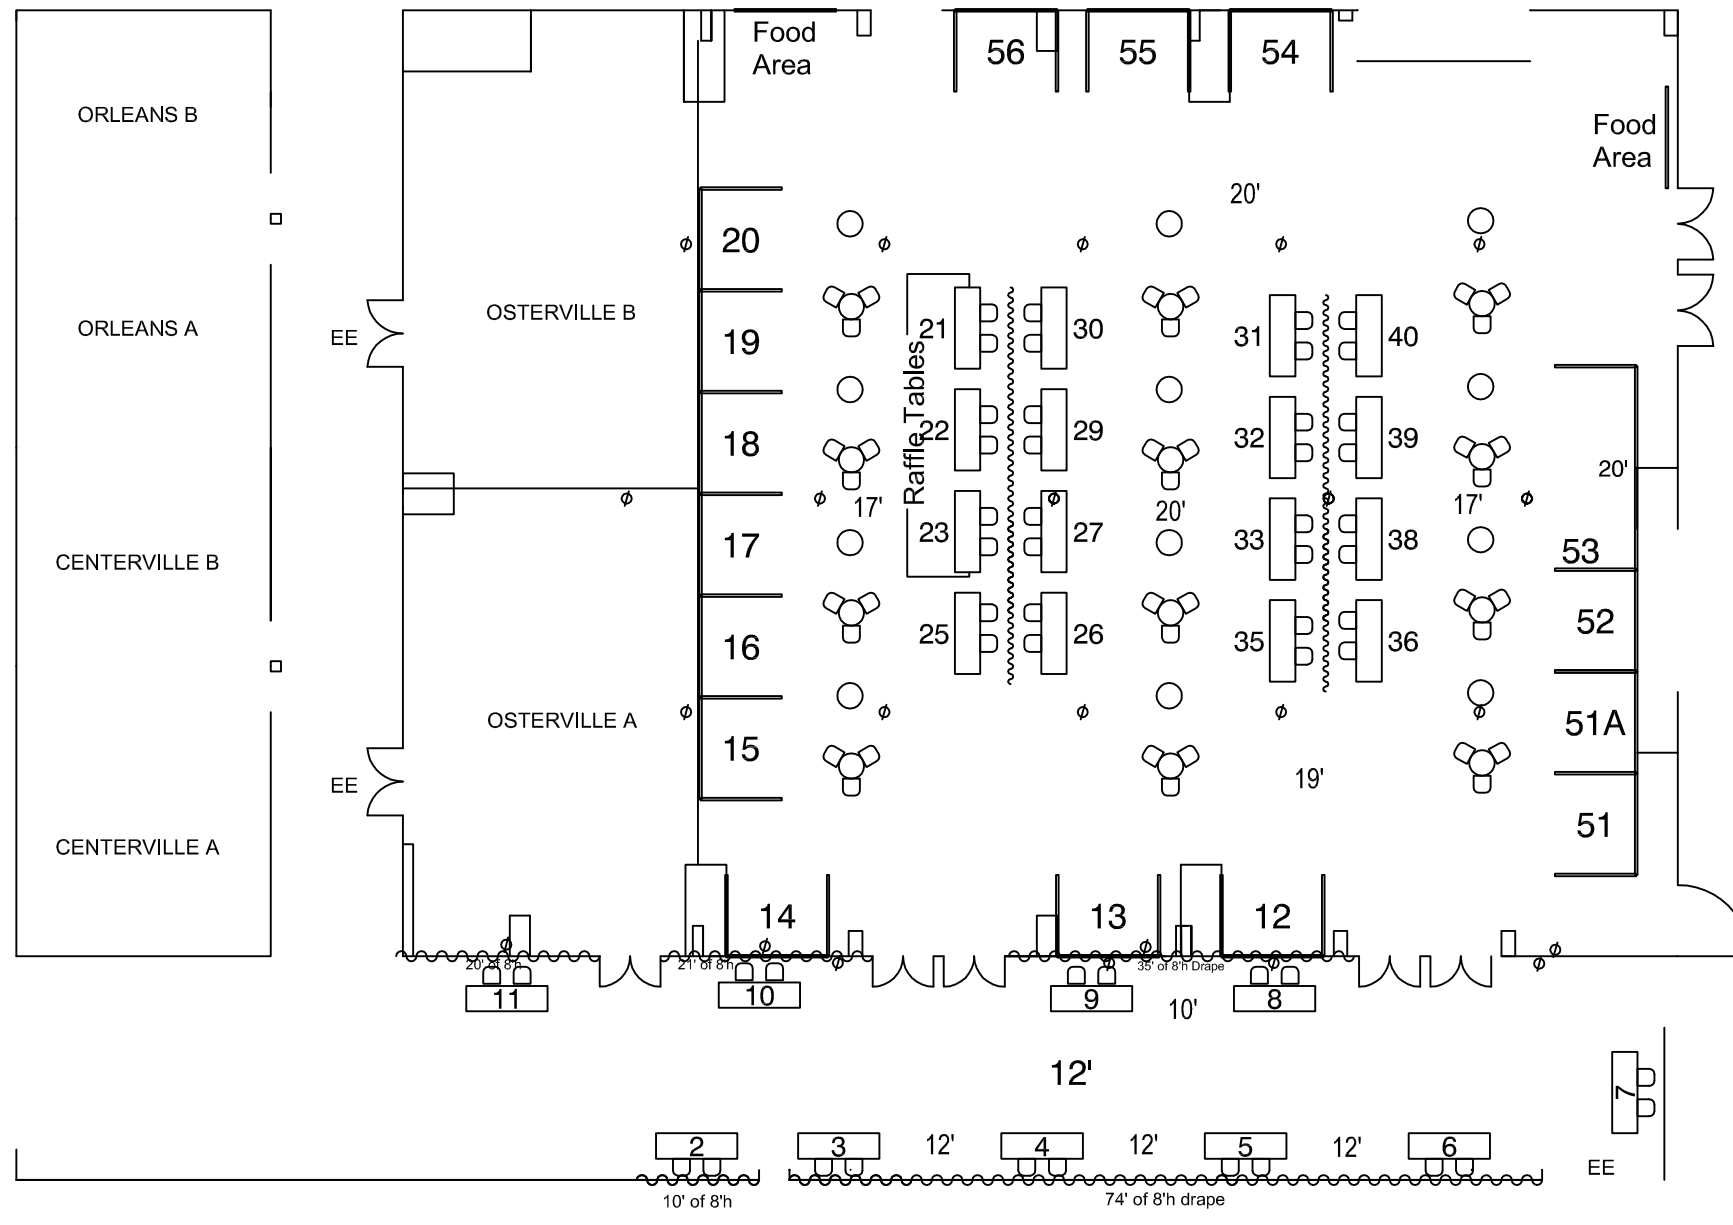 Food
Area
56
55
54
ORLEANS B
Food
Area
20'
20
OSTERVILLE B
ORLEANS A
EE
19
21
30
31
40
Raffle Tables
18
22
29
32
39
20'
17'
20'
17'
17
23
27
33
38
53
CENTERVILLE B
16
25
26
35
36
52
OSTERVILLE A
51A
15
19'
EE
51
CENTERVILLE A
14
13
12
20' of 8'h
21' of 8'h
35' of 8'h Drape
11
10
9
8
10'
12'
7
2
3
12'
4
12'
5
12'
6
EE
10' of 8'h
74' of 8'h drape